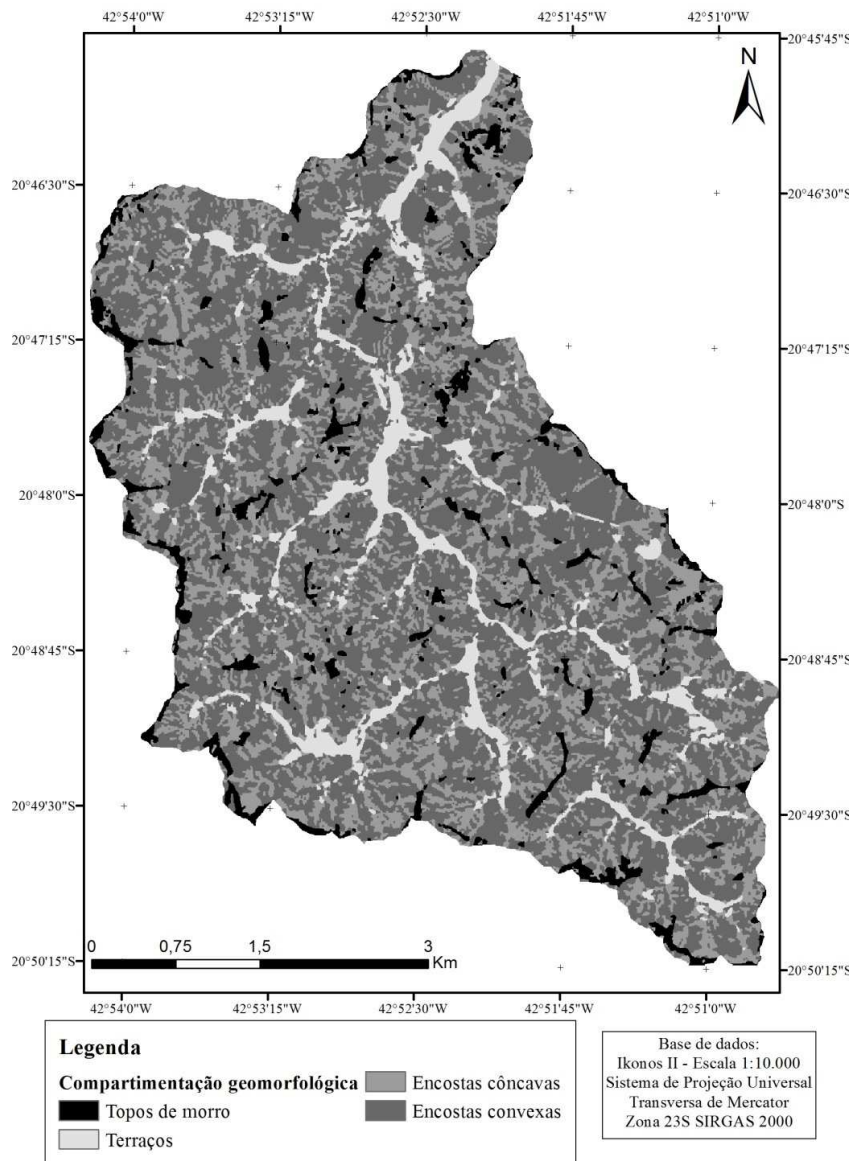 42°54'0"W 42°53'15"W 42°52'30"W 42°51'45"W 42°51'0"W
20°45'45"S
N
20°46'30"S 20°46'30"S
20°47'15"S 20°47'15"S
20°48'0"S 20°48'0"S
20°48'45"S 20°48'45"S
20°49'30"S 20°49'30"S
0 0,75 1,5 3
Km
20°50'15"S 20°50'15"S
42°54'0"W 42°53'15"W 42°52'30"W 42°51'45"W 42°51'0"W
Legenda
Compartimentação geomorfológica
Topos de morro
Terraços
Encostas côncavas
Encostas convexas
Base de dados:
Ikonos II - Escala 1:10.000
Sistema de Projeção Universal
Transversa de Mercator
Zona 23S SIRGAS 2000